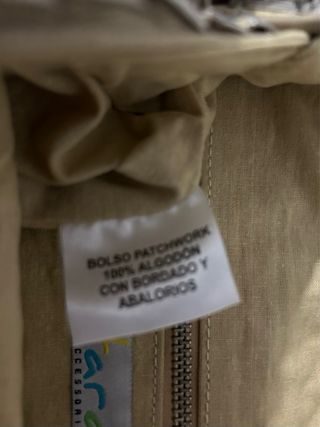 BOLSO PATCHWORK
100% ALGODÓN
CON BORDADO Y
ABALORIOS